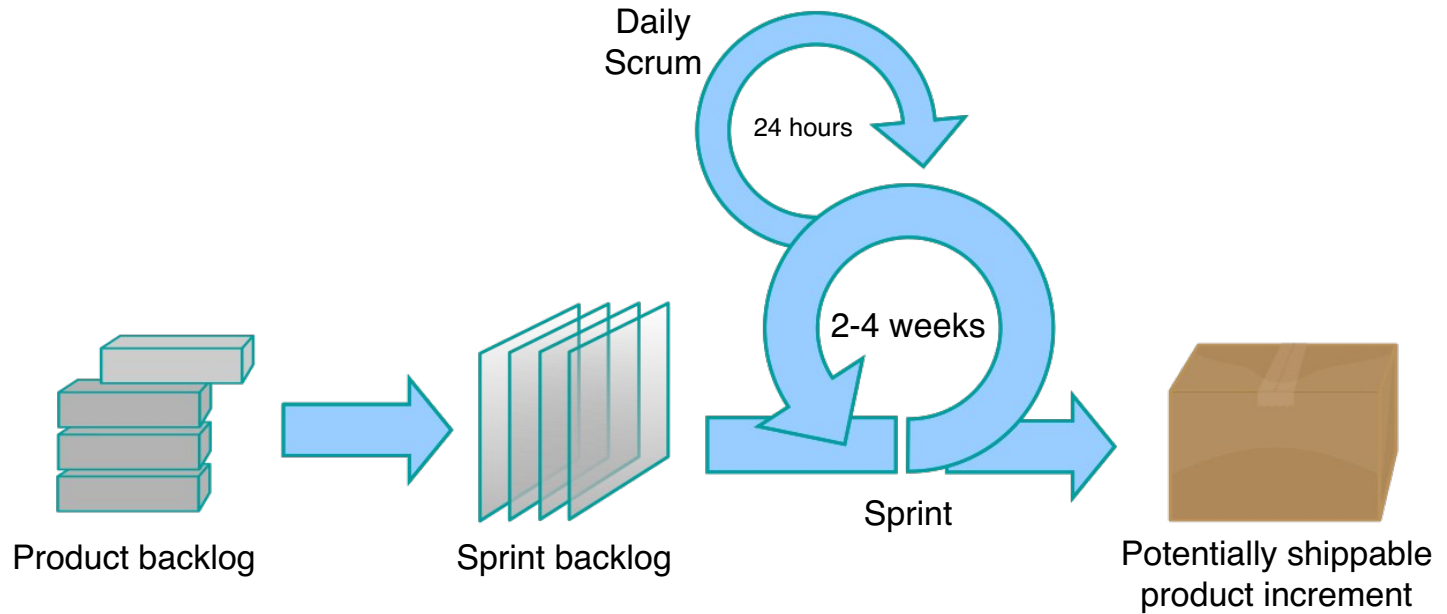 Daily
Scrum
24 hours
2-4 weeks
Product backlog
Sprint backlog
Sprint
Potentially shippable
product increment